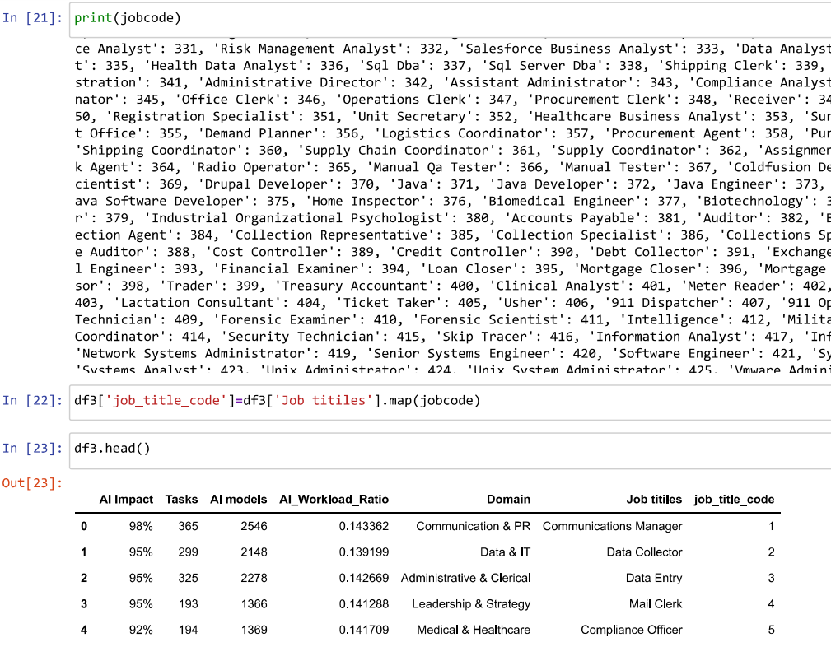 In [21]: print(jobcode)
ce Analyst': 331, 'Risk Management Analyst': 332, 'Salesforce Business Analyst': 333, 'Data Analyst
t': 335, 'Health Data Analyst': 336, 'Sql Dba': 337, 'Sql Server Dba': 338, 'Shipping Clerk': 339,
stration': 341, 'Administrative Director': 342, 'Assistant Administrator': 343, 'Compliance Analyst
nator': 345, 'Office Clerk': 346, 'Operations Clerk': 347, 'Procurement Clerk': 348, 'Receiver': 34
50, 'Registration Specialist': 351, 'Unit Secretary': 352, 'Healthcare Business Analyst': 353, 'Sur
t Office': 355, 'Demand Planner': 356, 'Logistics Coordinator': 357, 'Procurement Agent': 358, 'Pur
'Shipping Coordinator': 360, 'Supply Chain Coordinator': 361, 'Supply Coordinator': 362, 'Assignmen
k Agent': 364, 'Radio Operator': 365, 'Manual Qa Tester': 366, 'Manual Tester': 367, 'Coldfusion De
cientist': 369, 'Drupal Developer': 370, 'Java': 371, 'Java Developer': 372, 'Java Engineer': 373,
ava Software Developer': 375, 'Home Inspector': 376, 'Biomedical Engineer': 377, 'Biotechnology': 3
r': 379, 'Industrial Organizational Psychologist': 380, 'Accounts Payable': 381, 'Auditor': 382, 'B
ection Agent': 384, 'Collection Representative': 385, 'Collection Specialist': 386, 'Collections Sp
e Auditor': 388, 'Cost Controller': 389, 'Credit Controller': 390, 'Debt Collector': 391, 'Exchange
l Engineer': 393, 'Financial Examiner': 394, 'Loan Closer': 395, 'Mortgage Closer': 396, 'Mortgage
sor': 398, 'Trader': 399, 'Treasury Accountant': 400, 'Clinical Analyst': 401, 'Meter Reader': 402,
403, 'Lactation Consultant': 404, 'Ticket Taker': 405, 'Usher': 406, '911 Dispatcher': 407, '911 Op
Technician': 409, 'Forensic Examiner': 410, 'Forensic Scientist': 411, 'Intelligence': 412, 'Milita
Coordinator': 414, 'Security Technician': 415, 'Skip Tracer': 416, 'Information Analyst': 417, 'Inf
'Network Systems Administrator': 419, 'Senior Systems Engineer': 420, 'Software Engineer': 421, 'Sy
'Systems Analyst': 423, 'Unix Administrator': 424, 'Unix System Administrator': 425, 'Vmware Admini
In [22]: df3['job_title_code']=df3['Job titiles'].map(jobcode)
In [23]: df3.head()
Out[23]:
AI Impact Tasks AI models AI_Workload_Ratio Domain Job titiles job_title_code
0 98% 365 2546 0.143362 Communication & PR Communications Manager 1
1 95% 299 2148 0.139199 Data & IT Data Collector 2
2 95% 325 2278 0.142669 Administrative & Clerical Data Entry 3
3 95% 193 1366 0.141288 Leadership & Strategy Mail Clerk 4
4 92% 194 1369 0.141709 Medical & Healthcare Compliance Officer 5